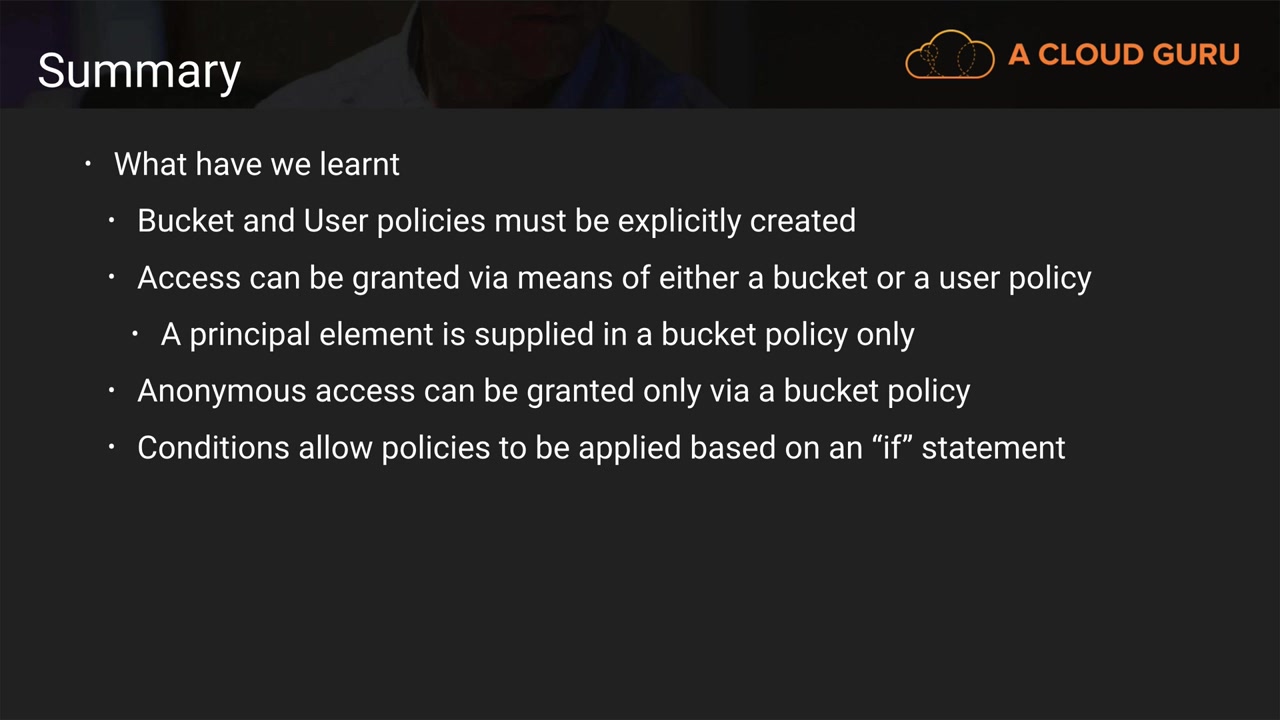 Summary
A CLOUD GURU
• What have we learnt
• Bucket and User policies must be explicitly created
• Access can be granted via means of either a bucket or a user policy
• A principal element is supplied in a bucket policy only
• Anonymous access can be granted only via a bucket policy
• Conditions allow policies to be applied based on an “if” statement